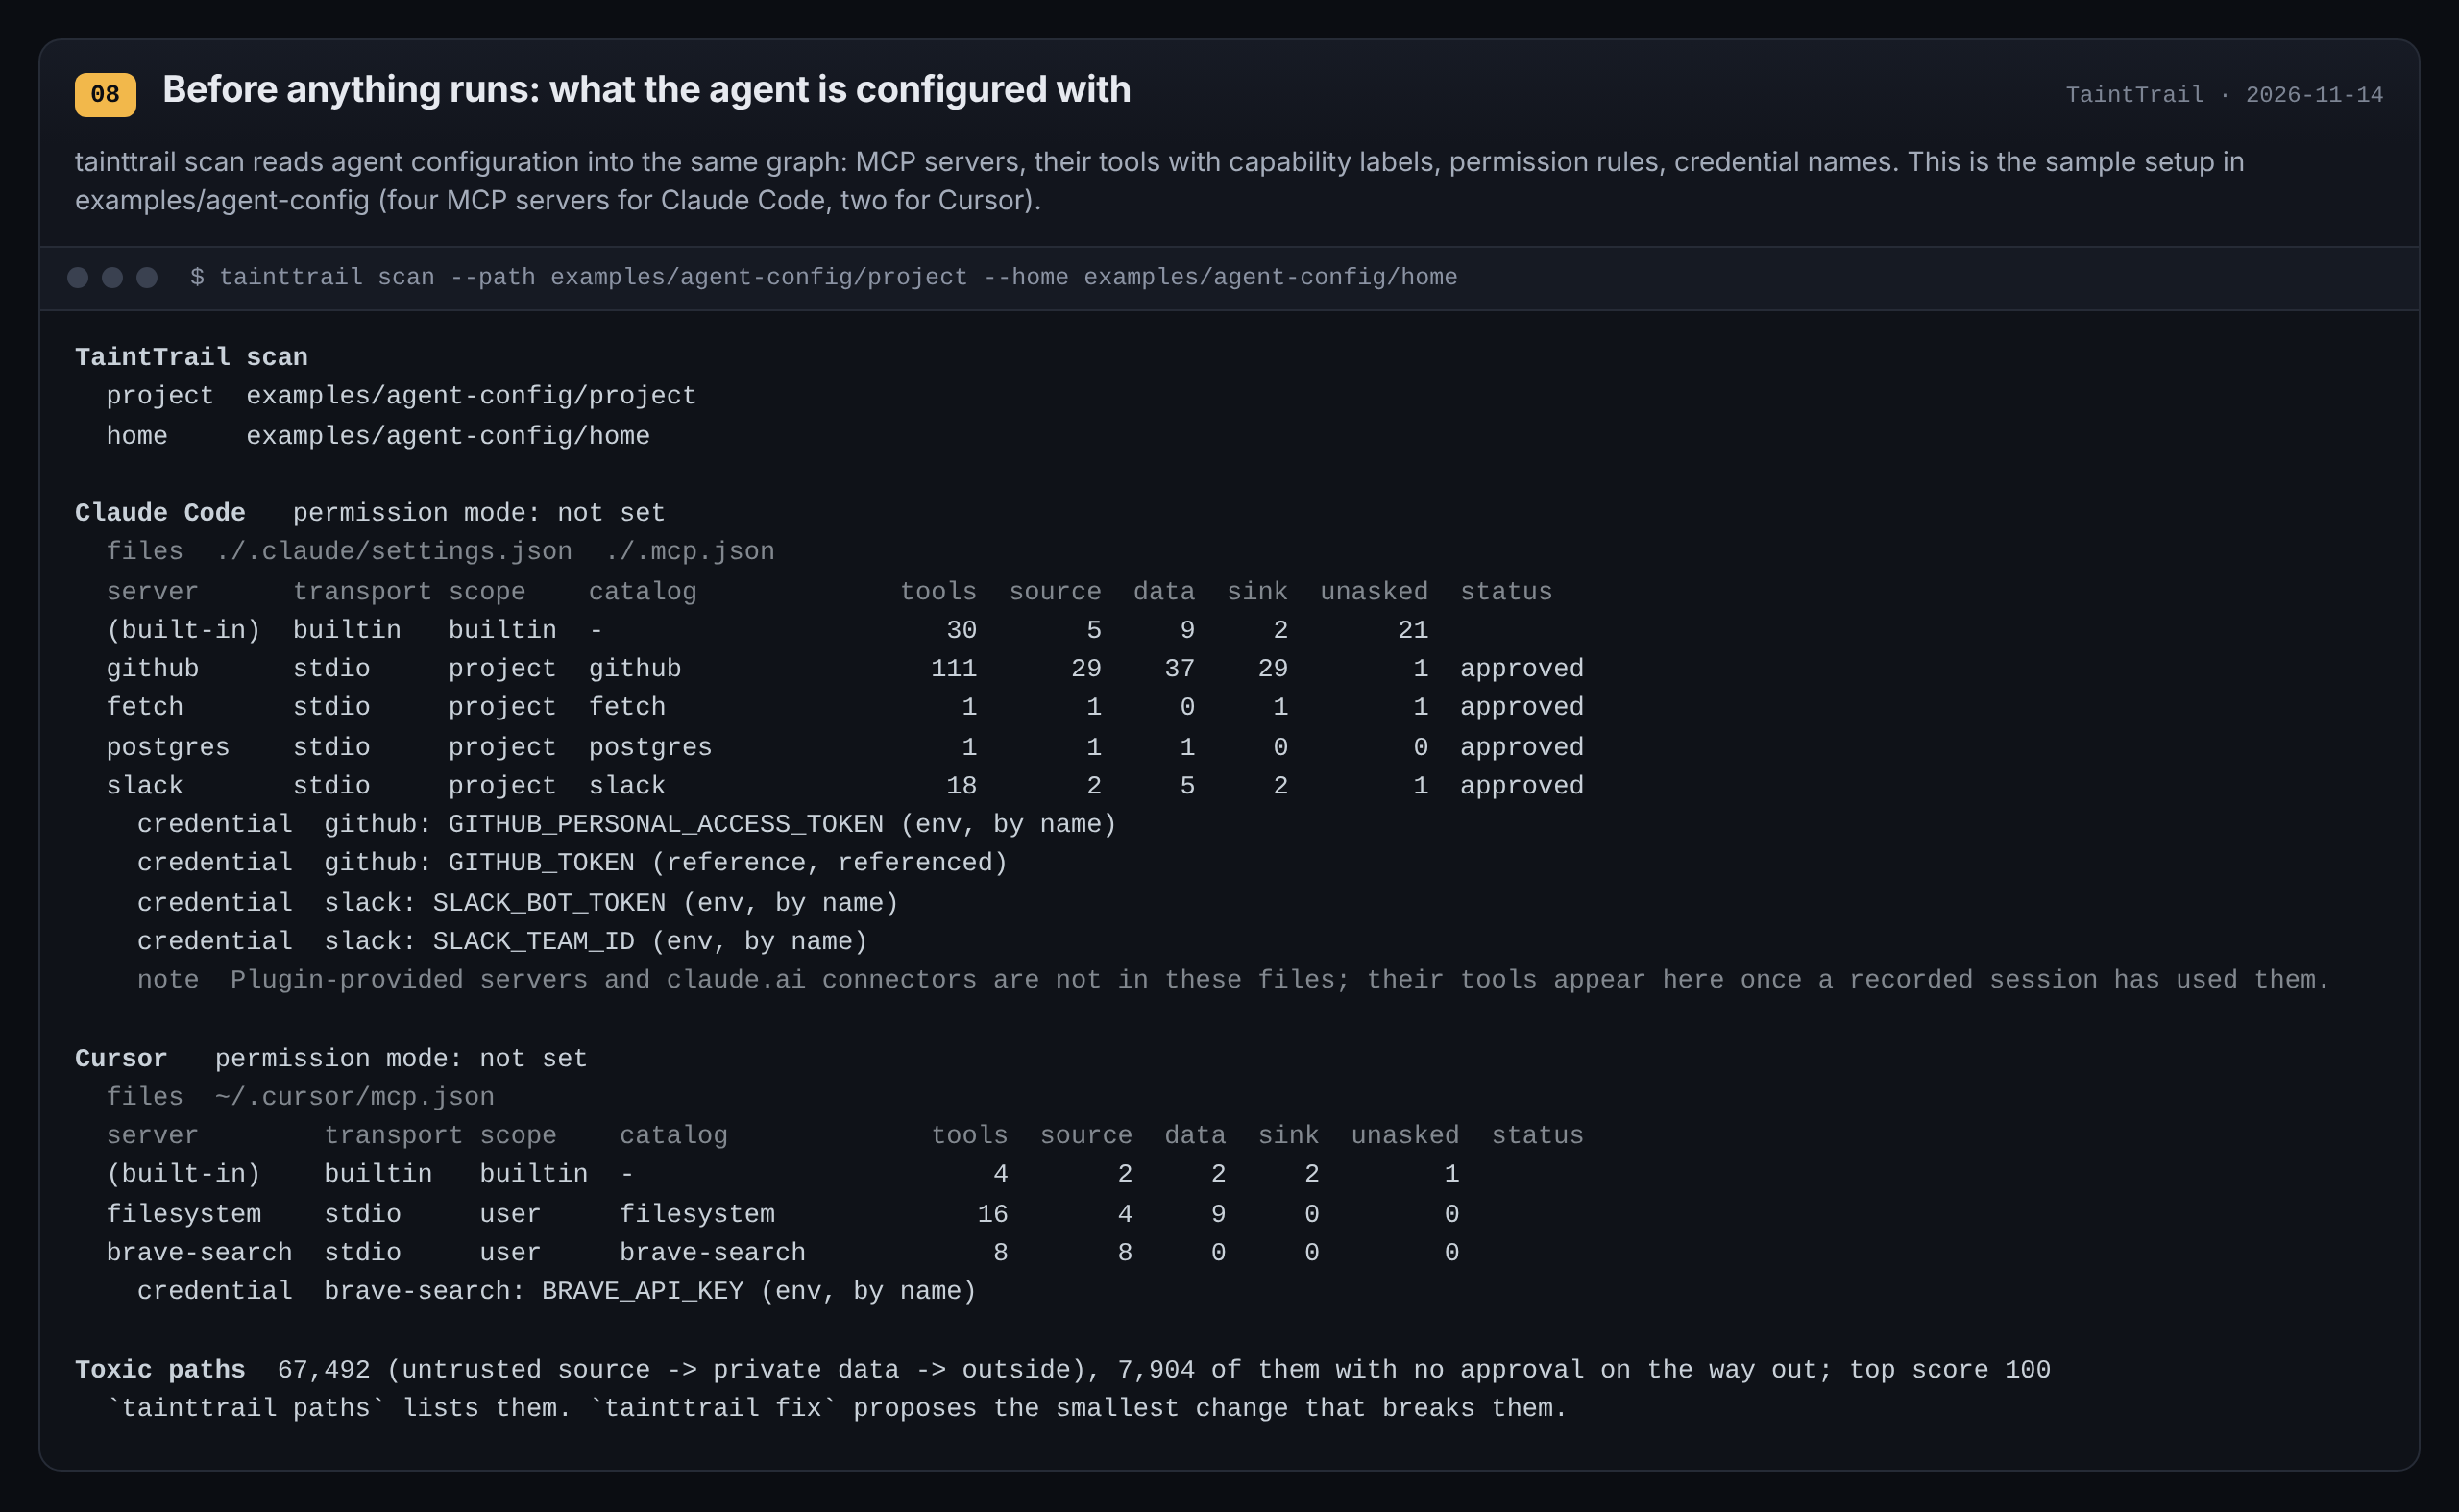 08 Before anything runs: what the agent is configured with TaintTrail · 2026-11-14
tainttrail scan reads agent configuration into the same graph: MCP servers, their tools with capability labels, permission rules, credential names. This is the sample setup in
examples/agent-config (four MCP servers for Claude Code, two for Cursor).
$ tainttrail scan --path examples/agent-config/project --home examples/agent-config/home
TaintTrail scan
  project  examples/agent-config/project
  home     examples/agent-config/home
Claude Code   permission mode: not set
  files  ./.claude/settings.json  ./.mcp.json
  server      transport scope    catalog             tools  source  data  sink  unasked  status
  (built-in)  builtin   builtin  -                      30       5     9     2       21
  github      stdio     project  github                111      29    37    29        1  approved
  fetch       stdio     project  fetch                   1       1     0     1        1  approved
  postgres    stdio     project  postgres                1       1     1     0        0  approved
  slack       stdio     project  slack                  18       2     5     2        1  approved
    credential  github: GITHUB_PERSONAL_ACCESS_TOKEN (env, by name)
    credential  github: GITHUB_TOKEN (reference, referenced)
    credential  slack: SLACK_BOT_TOKEN (env, by name)
    credential  slack: SLACK_TEAM_ID (env, by name)
    note  Plugin-provided servers and claude.ai connectors are not in these files; their tools appear here once a recorded session has used them.
Cursor   permission mode: not set
  files  ~/.cursor/mcp.json
  server        transport scope    catalog             tools  source  data  sink  unasked  status
  (built-in)    builtin   builtin  -                       4       2     2     2        1
  filesystem    stdio     user     filesystem             16       4     9     0        0
  brave-search  stdio     user     brave-search            8       8     0     0        0
    credential  brave-search: BRAVE_API_KEY (env, by name)
Toxic paths  67,492 (untrusted source -> private data -> outside), 7,904 of them with no approval on the way out; top score 100
  `tainttrail paths` lists them. `tainttrail fix` proposes the smallest change that breaks them.